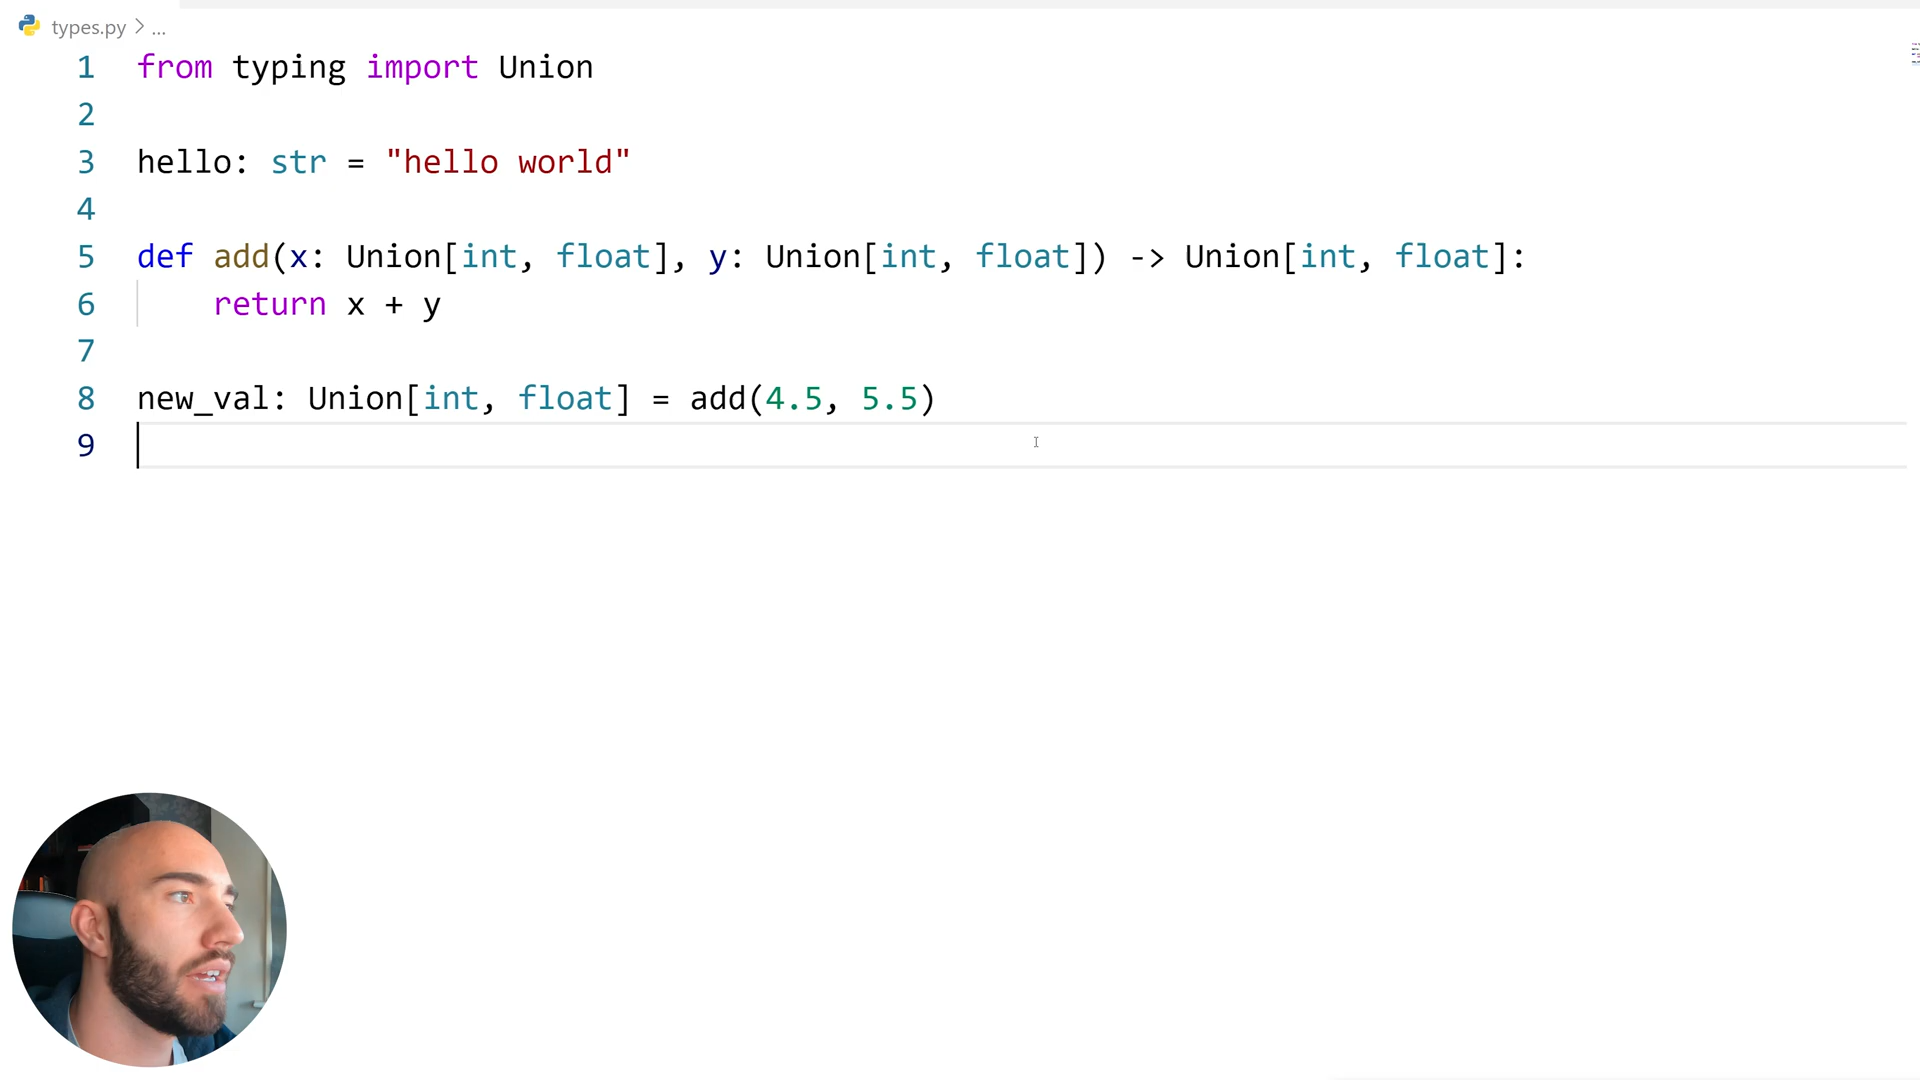 types.py > ...
1 from typing import Union
2
3 hello: str = "hello world"
4
5 def add(x: Union[int, float], y: Union[int, float]) -> Union[int, float]:
6     return x + y
7
8 new_val: Union[int, float] = add(4.5, 5.5)
9